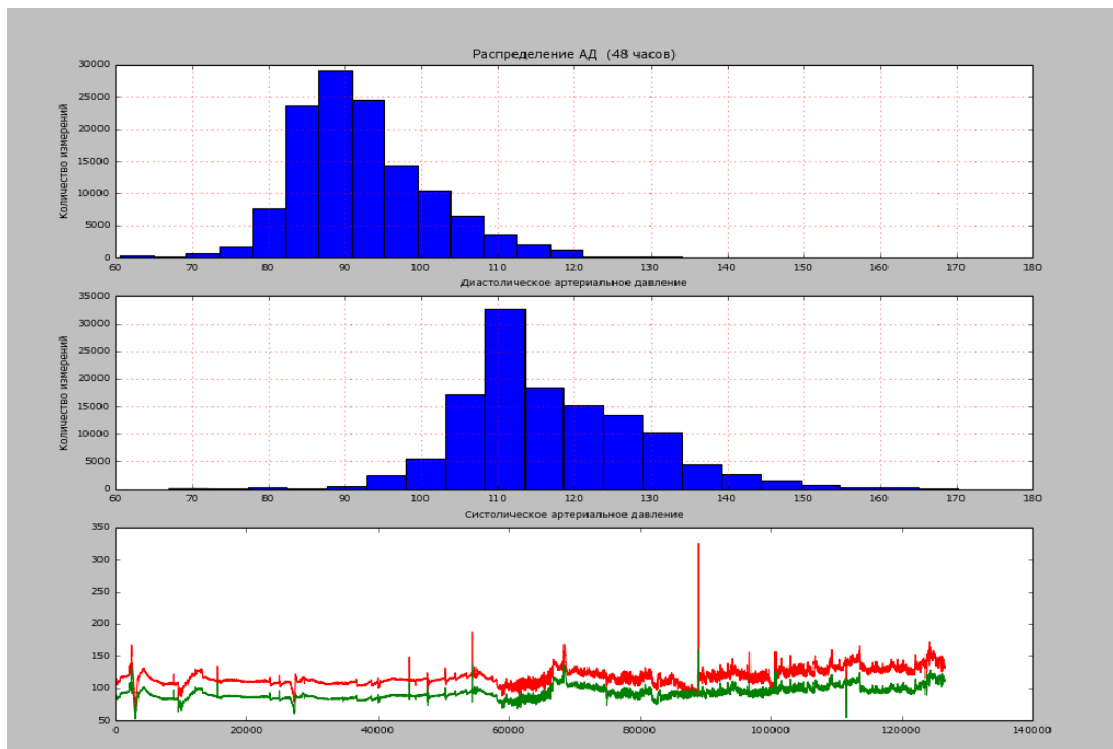 Распределение АД (48 часов)
30000
25000
20000
15000
10000
5000
0
Количество измерений
60 70 80 90 100 110 120 130 140 150 160 170 180
Диастолическое артериальное давление
35000
30000
25000
20000
15000
10000
5000
0
Количество измерений
60 70 80 90 100 110 120 130 140 150 160 170 180
Систолическое артериальное давление
350
300
250
200
150
100
50
0 20000 40000 60000 80000 100000 120000 140000